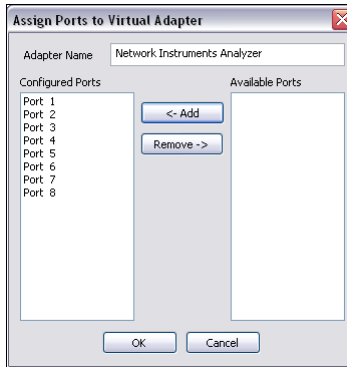 Assign Ports to Virtual Adapter
Adapter Name
Network Instruments Analyzer
Configured Ports
Available Ports
Port 1
Port 2
Port 3
Port 4
Port 5
Port 6
Port 7
Port 8
<- Add
Remove ->
OK
Cancel